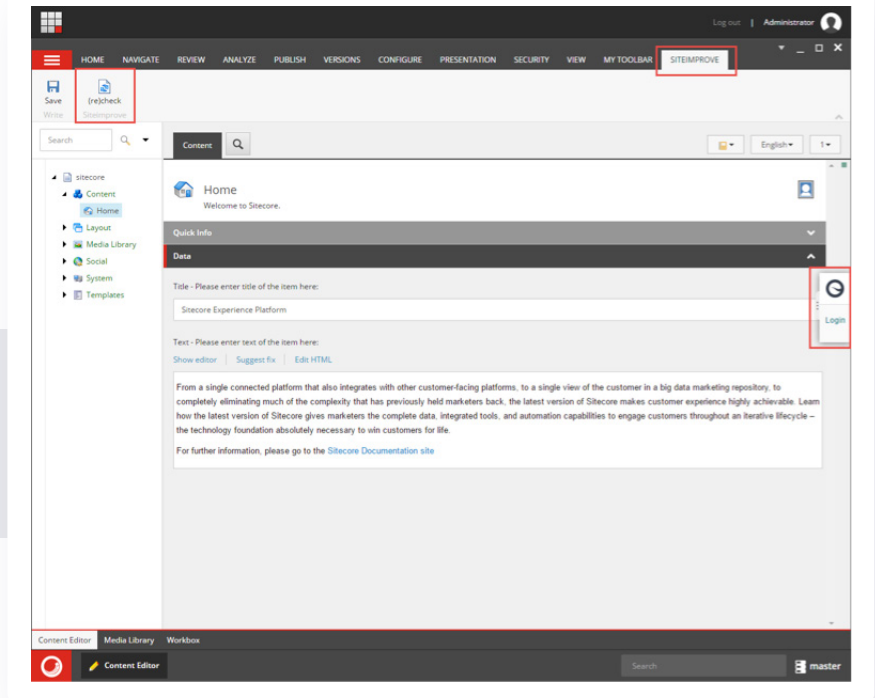 Log out | Administrator
HOME NAVIGATE REVIEW ANALYZE PUBLISH VERSIONS CONFIGURE PRESENTATION SECURITY VIEW MY TOOLBAR SITEIMPROVE
Save (re)check
Write Siteimprove
Search
Content
English 1
sitecore
Content
Home
Layout
Media Library
Social
System
Templates
Home
Welcome to Sitecore.
Quick Info
Data
Title - Please enter title of the item here:
Sitecore Experience Platform
Login
Text - Please enter text of the item here:
Show editor | Suggest fix | Edit HTML
From a single connected platform that also integrates with other customer-facing platforms, to a single view of the customer in a big data marketing repository, to
completely eliminating much of the complexity that has previously held marketers back, the latest version of Sitecore makes customer experience highly achievable. Learn
how the latest version of Sitecore gives marketers the complete data, integrated tools, and automation capabilities to engage customers throughout an iterative lifecycle –
the technology foundation absolutely necessary to win customers for life.
For further information, please go to the Sitecore Documentation site
Content Editor Media Library Workbox
Content Editor
Search
master